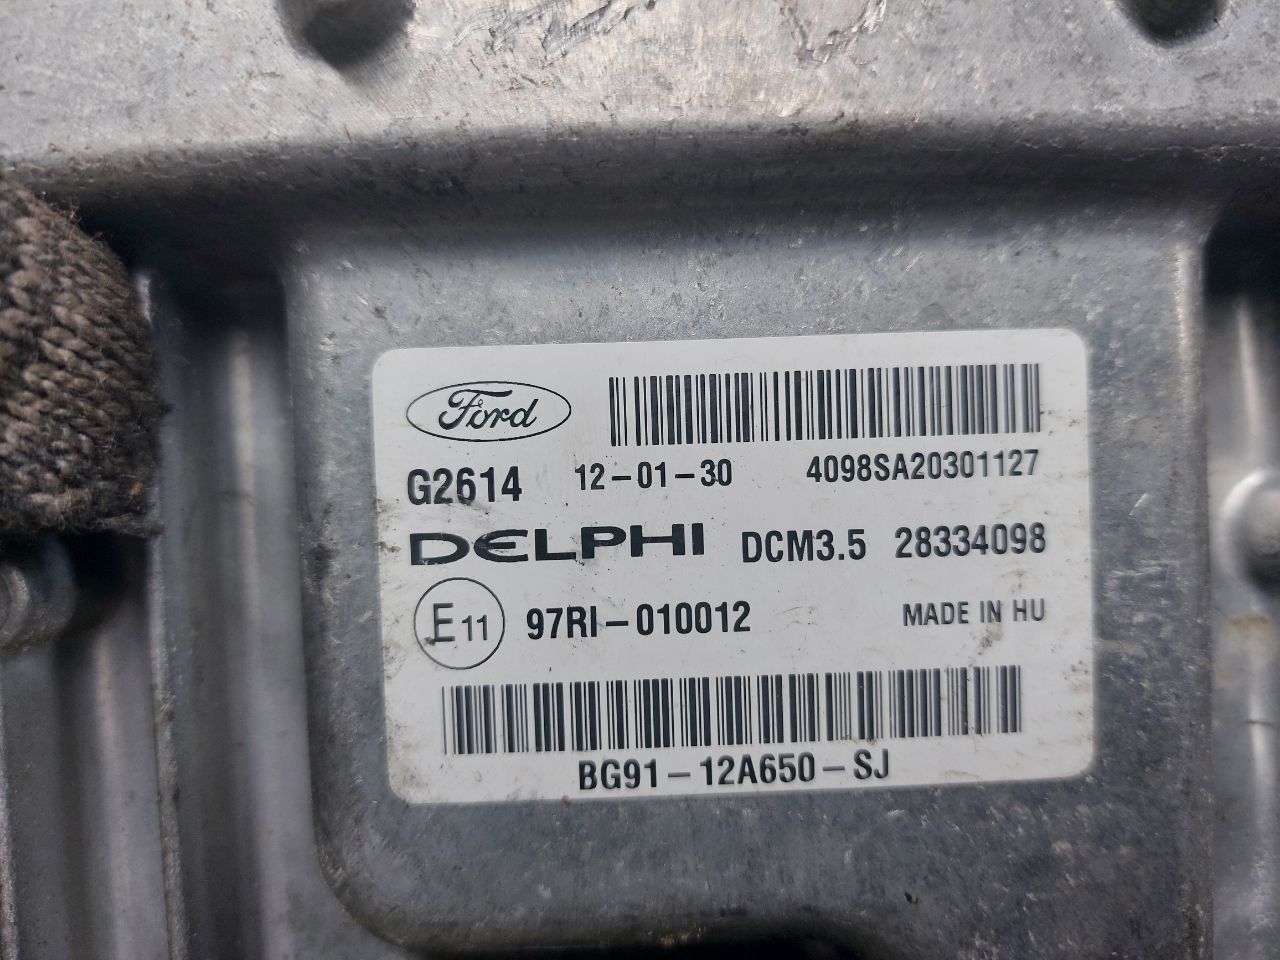 Ford
G2614 12-01-30 4098SA20301127
DELPHI DCM3.5 28334098
E11 97RI-010012 MADE IN HU
BG91-12A650-SJ